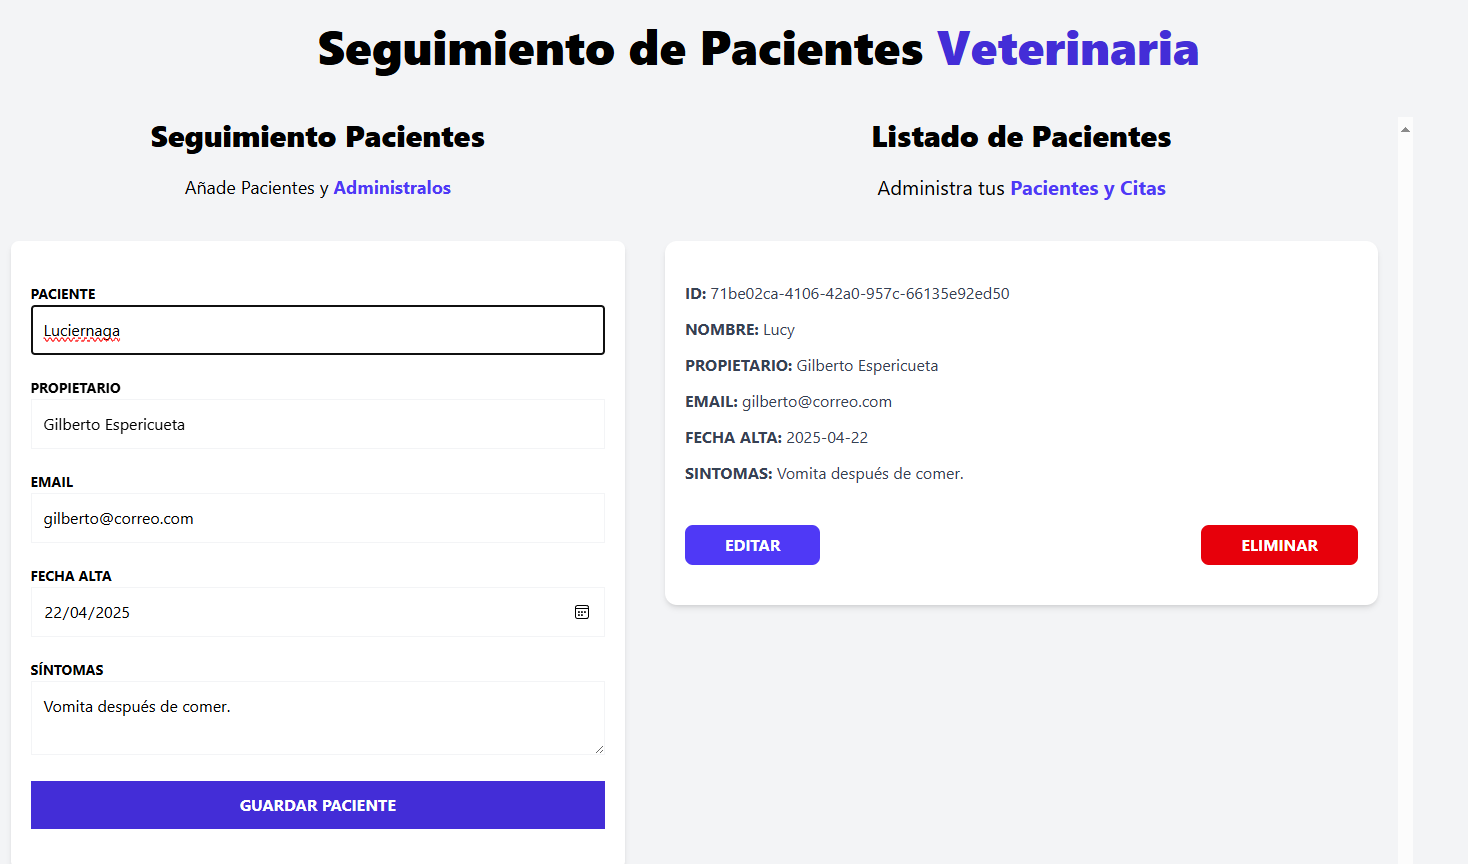 Seguimiento de Pacientes Veterinaria
Seguimiento Pacientes
Añade Pacientes y Administralos
PACIENTE
Luciernaga
PROPIETARIO
Gilberto Espericueta
EMAIL
gilberto@correo.com
FECHA ALTA
22/04/2025
SÍNTOMAS
Vomita después de comer.
GUARDAR PACIENTE
Listado de Pacientes
Administra tus Pacientes y Citas
ID: 71be02ca-4106-42a0-957c-66135e92ed50
NOMBRE: Lucy
PROPIETARIO: Gilberto Espericueta
EMAIL: gilberto@correo.com
FECHA ALTA: 2025-04-22
SINTOMAS: Vomita después de comer.
EDITAR
ELIMINAR